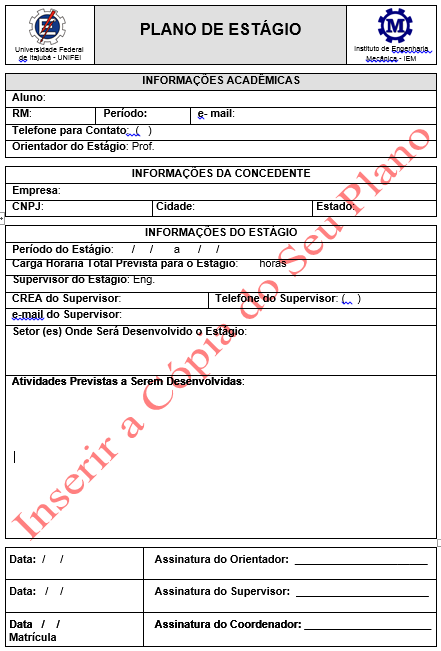 PLANO DE ESTÁGIO
Universidade Federal
de Itajubá - UNIFEI
Instituto de Engenharia
Mecânica - IEM
INFORMAÇÕES ACADÊMICAS
Aluno:
RM: Período: e- mail:
Telefone para Contato: ( )
Orientador do Estágio: Prof.
INFORMAÇÕES DA CONCEDENTE
Empresa:
CNPJ: Cidade: Estado:
INFORMAÇÕES DO ESTÁGIO
Período do Estágio: / / a / /
Carga Horária Total Prevista para o Estágio: horas
Supervisor do Estágio: Eng.
CREA do Supervisor: Telefone do Supervisor: ( )
e-mail do Supervisor:
Setor (es) Onde Será Desenvolvido o Estágio:
Atividades Previstas a Serem Desenvolvidas:
Inserir a Cópia do Seu Plano
Data: / / Assinatura do Orientador: ______________________
Data: / / Assinatura do Supervisor: ______________________
Data / / Assinatura do Coordenador: _____________________
Matrícula